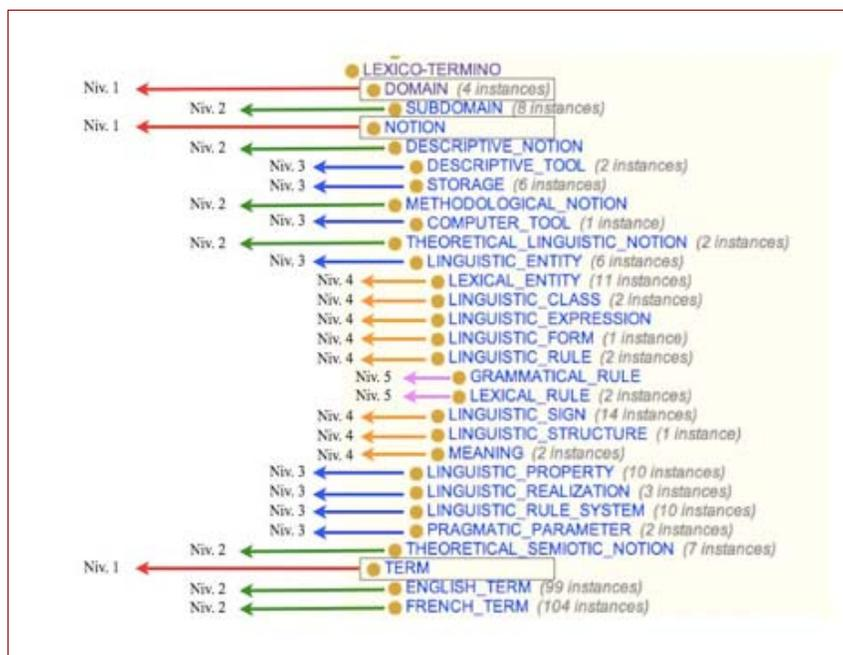 LEXICO-TERMINO
Niv. 1 DOMAIN (4 instances)
Niv. 2 SUBDOMAIN (8 instances)
Niv. 1 NOTION
Niv. 2 DESCRIPTIVE_NOTION
Niv. 3 DESCRIPTIVE_TOOL (2 instances)
Niv. 3 STORAGE (6 instances)
Niv. 2 METHODOLOGICAL_NOTION
Niv. 3 COMPUTER_TOOL (1 instance)
Niv. 2 THEORETICAL_LINGUISTIC_NOTION (2 instances)
Niv. 3 LINGUISTIC_ENTITY (6 instances)
Niv. 4 LEXICAL_ENTITY (11 instances)
Niv. 4 LINGUISTIC_CLASS (2 instances)
Niv. 4 LINGUISTIC_EXPRESSION
Niv. 4 LINGUISTIC_FORM (1 instance)
Niv. 4 LINGUISTIC_RULE (2 instances)
Niv. 5 GRAMMATICAL_RULE
Niv. 5 LEXICAL_RULE (2 instances)
Niv. 4 LINGUISTIC_SIGN (14 instances)
Niv. 4 LINGUISTIC_STRUCTURE (1 instance)
Niv. 4 MEANING (2 instances)
Niv. 3 LINGUISTIC_PROPERTY (10 instances)
Niv. 3 LINGUISTIC_REALIZATION (3 instances)
Niv. 3 LINGUISTIC_RULE_SYSTEM (10 instances)
Niv. 3 PRAGMATIC_PARAMETER (2 instances)
Niv. 2 THEORETICAL_SEMIOTIC_NOTION (7 instances)
Niv. 1 TERM
Niv. 2 ENGLISH_TERM (99 instances)
Niv. 2 FRENCH_TERM (104 instances)